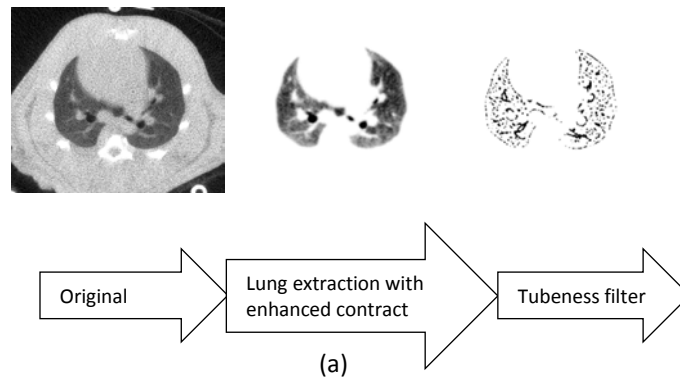 Original
Lung extraction with
enhanced contract
Tubeness filter
(a)